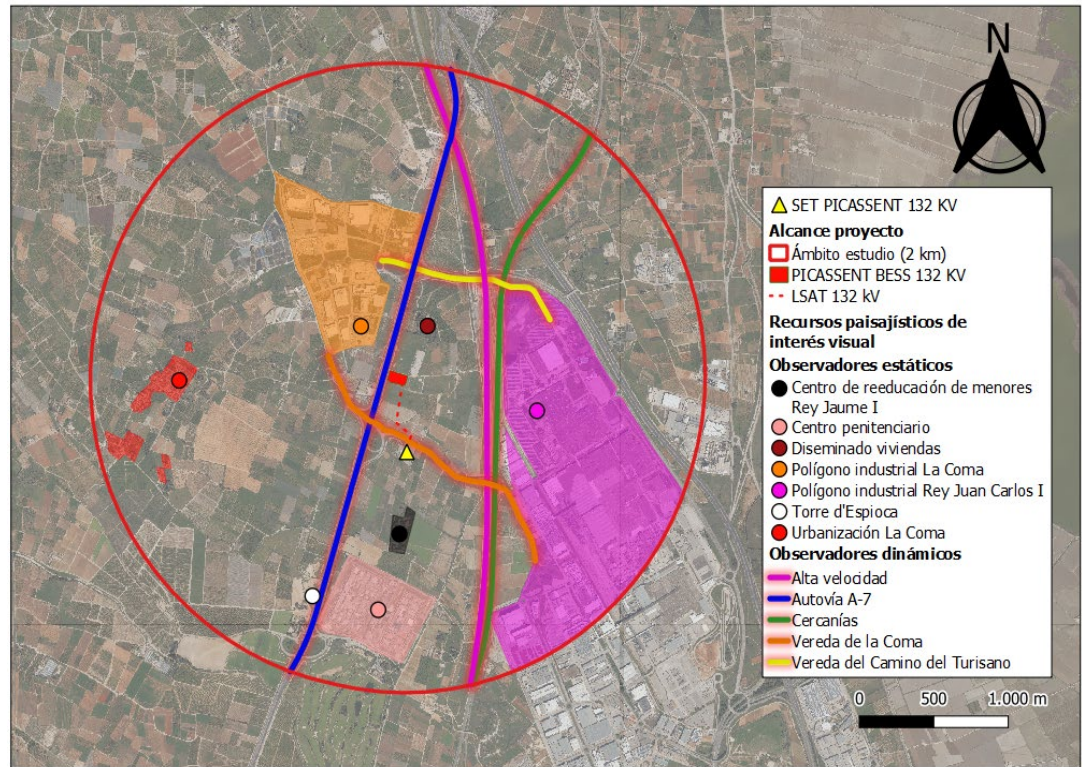 N
SET PICASSENT 132 KV
Alcance proyecto
Ámbito estudio (2 km)
PICASSENT BESS 132 KV
LSAT 132 kV
Recursos paisajísticos de
interés visual
Observadores estáticos
Centro de reeducación de menores
Rey Jaume I
Centro penitenciario
Diseminado viviendas
Polígono industrial La Coma
Polígono industrial Rey Juan Carlos I
Torre d'Espioca
Urbanización La Coma
Observadores dinámicos
Alta velocidad
Autovía A-7
Cercanías
Vereda de la Coma
Vereda del Camino del Turisano
0 500 1.000 m